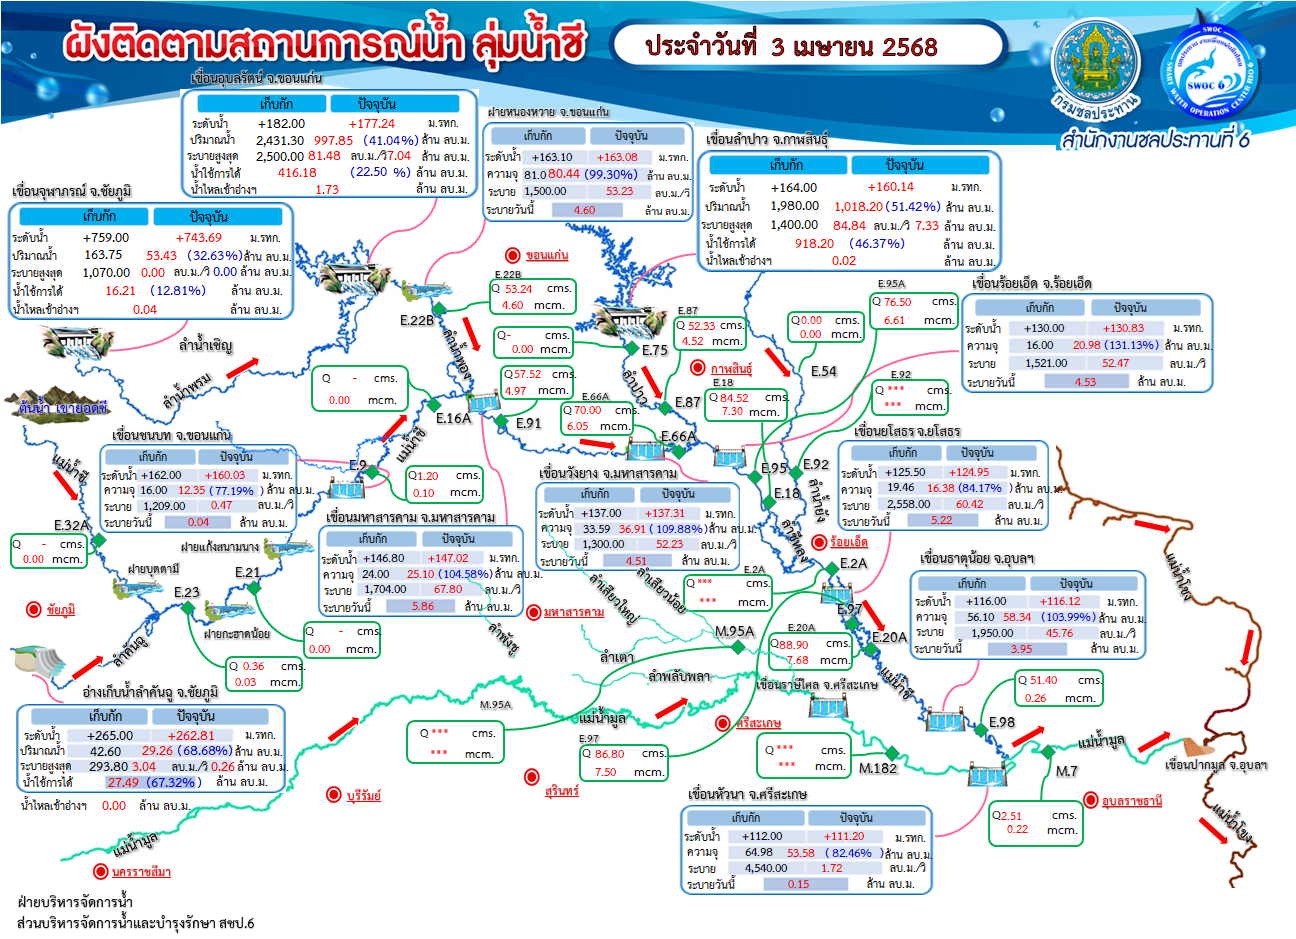 ผังติดตามสถานการณ์น้ำ ลุ่มน้ำชี
ประจำวันที่ 3 เมษายน 2568
กรมชลประทาน
SWOC 6
สำนักงานชลประทานที่ 6
เขื่อนอุบลรัตน์ จ.ขอนแก่น
เก็บกัก ปัจจุบัน
ระดับน้ำ +182.00 +177.24 ม.รทก.
ปริมาณน้ำ 2,431.30 997.85 (41.04%) ล้าน ลบ.ม.
ระบายสูงสุด 2,500.00 81.48 ลบ.ม./วิ 7.04 ล้าน ลบ.ม.
น้ำใช้การได้ 416.18 (22.50 %) ล้าน ลบ.ม.
น้ำไหลเข้าอ่างฯ 1.73 ล้าน ลบ.ม.
ฝายหนองหวาย จ.ขอนแก่น
เก็บกัก ปัจจุบัน
ระดับน้ำ +163.10 +163.08 ม.รทก.
ความจุ 81.0 80.44 (99.30%) ล้าน ลบ.ม.
ระบาย 1,500.00 53.23 ลบ.ม./วิ
ระบายวันนี้ 4.60 ล้าน ลบ.ม.
เขื่อนลำปาว จ.กาฬสินธุ์
เก็บกัก ปัจจุบัน
ระดับน้ำ +164.00 +160.14 ม.รทก.
ปริมาณน้ำ 1,980.00 1,018.20 (51.42%) ล้าน ลบ.ม.
ระบายสูงสุด 1,400.00 84.84 ลบ.ม./วิ 7.33 ล้าน ลบ.ม.
น้ำใช้การได้ 918.20 (46.37%) ล้าน ลบ.ม.
น้ำไหลเข้าอ่างฯ 0.02 ล้าน ลบ.ม.
เขื่อนจุฬาภรณ์ จ.ชัยภูมิ
เก็บกัก ปัจจุบัน
ระดับน้ำ +759.00 +743.69 ม.รทก.
ปริมาณน้ำ 163.75 53.43 (32.63%) ล้าน ลบ.ม.
ระบายสูงสุด 1,070.00 0.00 ลบ.ม./วิ 0.00 ล้าน ลบ.ม.
น้ำใช้การได้ 16.21 (12.81%) ล้าน ลบ.ม.
น้ำไหลเข้าอ่างฯ 0.04 ล้าน ลบ.ม.
เขื่อนร้อยเอ็ด จ.ร้อยเอ็ด
เก็บกัก ปัจจุบัน
ระดับน้ำ +130.00 +130.83 ม.รทก.
ความจุ 16.00 20.98 (131.13%) ล้าน ลบ.ม.
ระบาย 1,521.00 52.47 ลบ.ม./วิ
ระบายวันนี้ 4.53 ล้าน ลบ.ม.
ขอนแก่น
E.22B
Q 53.24 cms.
4.60 mcm.
E.22B
Q - cms.
0.00 mcm.
E.75
E.87
Q 52.33 cms.
4.52 mcm.
Q 0.00 cms.
0.00 mcm.
E.54
E.95A
Q 76.50 cms.
6.61 mcm.
กาฬสินธุ์
E.18
Q 84.52 cms.
7.30 mcm.
E.92
Q *** cms.
*** mcm.
Q 57.52 cms.
4.97 mcm.
E.66A
Q 70.00 cms.
6.05 mcm.
Q - cms.
0.00 mcm.
ลำน้ำเชิญ
ลำน้ำพรม
ลำน้ำพอง
ลำปาว
ต้นน้ำ เขายอดชี
E.16A
E.91
E.87
E.66A
แม่น้ำชี
แม่น้ำชี
E.9
Q 1.20 cms.
0.10 mcm.
E.95
E.92
E.18
ลำน้ำยัง
ลำชีหลง
เขื่อนชนบท จ.ขอนแก่น
เก็บกัก ปัจจุบัน
ระดับน้ำ +162.00 +160.03 ม.รทก.
ความจุ 16.00 12.35 (77.19% ) ล้าน ลบ.ม.
ระบาย 1,209.00 0.47 ลบ.ม./วิ
ระบายวันนี้ 0.04 ล้าน ลบ.ม.
เขื่อนมหาสารคาม จ.มหาสารคาม
เก็บกัก ปัจจุบัน
ระดับน้ำ +146.80 +147.02 ม.รทก.
ความจุ 24.00 25.10 (104.58%) ล้าน ลบ.ม.
ระบาย 1,704.00 67.80 ลบ.ม./วิ
ระบายวันนี้ 5.86 ล้าน ลบ.ม.
เขื่อนวังยาง จ.มหาสารคาม
เก็บกัก ปัจจุบัน
ระดับน้ำ +137.00 +137.31 ม.รทก.
ความจุ 33.59 36.91 ( 109.88%) ล้าน ลบ.ม.
ระบาย 1,300.00 52.23 ลบ.ม./วิ
ระบายวันนี้ 4.51 ล้าน ลบ.ม.
เขื่อนยโสธร จ.ยโสธร
เก็บกัก ปัจจุบัน
ระดับน้ำ +125.50 +124.95 ม.รทก.
ความจุ 19.46 16.38 (84.17%) ล้าน ลบ.ม.
ระบาย 2,558.00 60.42 ลบ.ม./วิ
ระบายวันนี้ 5.22 ล้าน ลบ.ม.
เขื่อนธาตุน้อย จ.อุบลฯ
เก็บกัก ปัจจุบัน
ระดับน้ำ +116.00 +116.12 ม.รทก.
ความจุ 56.10 58.34 (103.99%) ล้าน ลบ.ม.
ระบาย 1,950.00 45.76 ลบ.ม./วิ
ระบายวันนี้ 3.95 ล้าน ลบ.ม.
E.32A
Q - cms.
0.00 mcm.
ชัยภูมิ
ฝายแก้งสนามนาง
ฝายบุตตามี
E.21
E.23
ฝายกะฮาดน้อย
ลำคันฉู
Q - cms.
0.00 mcm.
Q 0.36 cms.
0.03 mcm.
มหาสารคาม
ร้อยเอ็ด
ลำเสียวใหญ่
ลำเสียวน้อย
ลำพังชู
ลำเตา
ลำพลับพลา
E.2A
Q *** cms.
*** mcm.
E.2A
E.97
E.20A
Q 88.90 cms.
7.68 mcm.
E.20A
M.95A
แม่น้ำชี
แม่น้ำโขง
อ่างเก็บน้ำลำคันฉู จ.ชัยภูมิ
เก็บกัก ปัจจุบัน
ระดับน้ำ +265.00 +262.81 ม.รทก.
ปริมาณน้ำ 42.60 29.26 (68.68%) ล้าน ลบ.ม.
ระบายสูงสุด 293.80 3.04 ลบ.ม./วิ 0.26 ล้าน ลบ.ม.
น้ำใช้การได้ 27.49 (67.32% ) ล้าน ลบ.ม.
น้ำไหลเข้าอ่างฯ 0.00 ล้าน ลบ.ม.
M.95A
Q *** cms.
*** mcm.
แม่น้ำมูล
E.97
Q 86.80 cms.
7.50 mcm.
ศรีสะเกษ
เขื่อนราษีไศล จ.ศรีสะเกษ
Q *** cms.
*** mcm.
M.182
Q 51.40 cms.
0.26 mcm.
E.98
แม่น้ำมูล
M.7
เขื่อนปากมูล จ.อุบลฯ
Q 2.51 cms.
0.22 mcm.
อุบลราชธานี
แม่น้ำโขง
บุรีรัมย์
สุรินทร์
เขื่อนหัวนา จ.ศรีสะเกษ
เก็บกัก ปัจจุบัน
ระดับน้ำ +112.00 +111.20 ม.รทก.
ความจุ 64.98 53.58 ( 82.46% ) ล้าน ลบ.ม.
ระบาย 4,540.00 1.72 ลบ.ม./วิ
ระบายวันนี้ 0.15 ล้าน ลบ.ม.
แม่น้ำมูล
นครราชสีมา
ฝ่ายบริหารจัดการน้ำ
ส่วนบริหารจัดการน้ำและบำรุงรักษา สชป.6